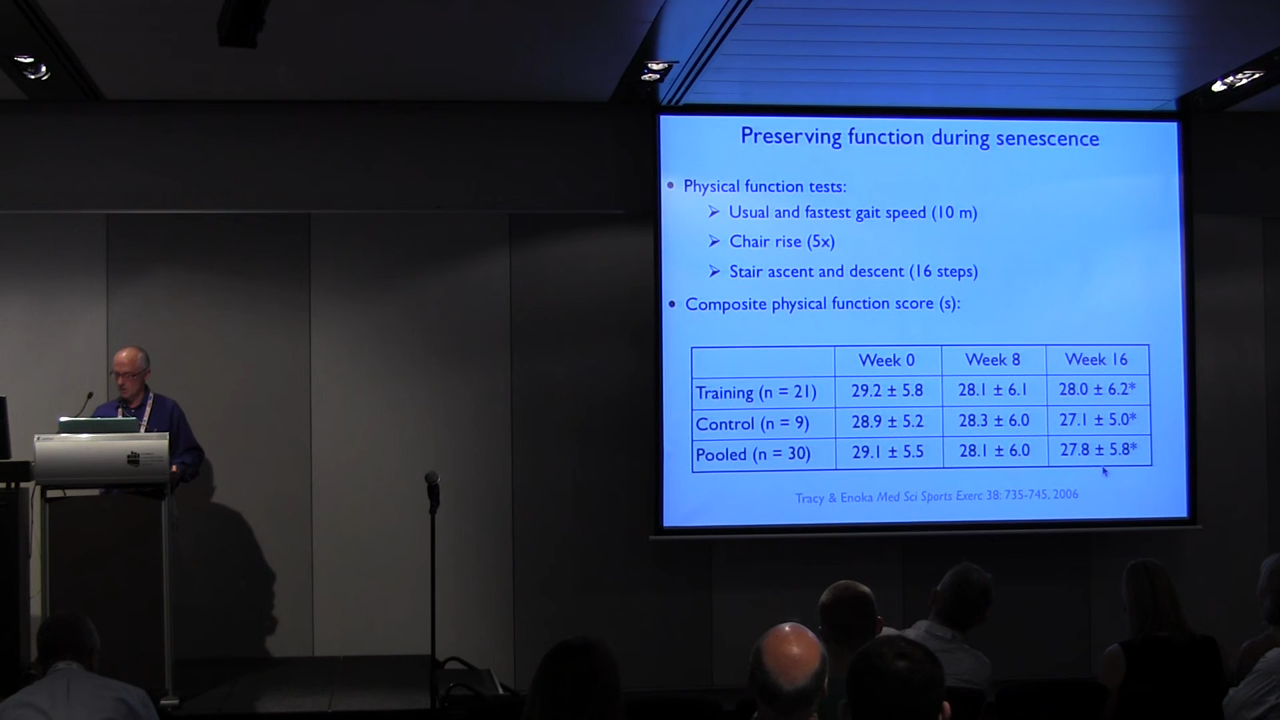 Preserving function during senescence
• Physical function tests:
➢ Usual and fastest gait speed (10 m)
➢ Chair rise (5x)
➢ Stair ascent and descent (16 steps)
• Composite physical function score (s):
Week 0 Week 8 Week 16
Training (n = 21) 29.2 ± 5.8 28.1 ± 6.1 28.0 ± 6.2*
Control (n = 9) 28.9 ± 5.2 28.3 ± 6.0 27.1 ± 5.0*
Pooled (n = 30) 29.1 ± 5.5 28.1 ± 6.0 27.8 ± 5.8*
Tracy & Enoka Med Sci Sports Exerc 38: 735-745, 2006